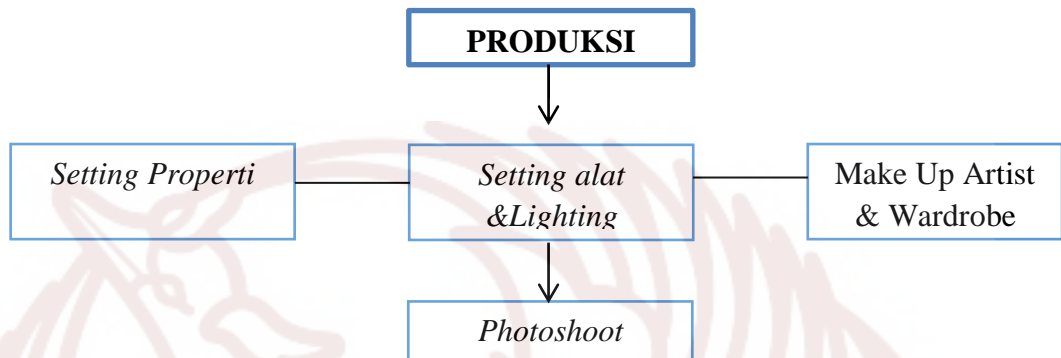 PRODUKSI
Setting Properti
Setting alat
&Lighting
Make Up Artist
& Wardrobe
Photoshoot